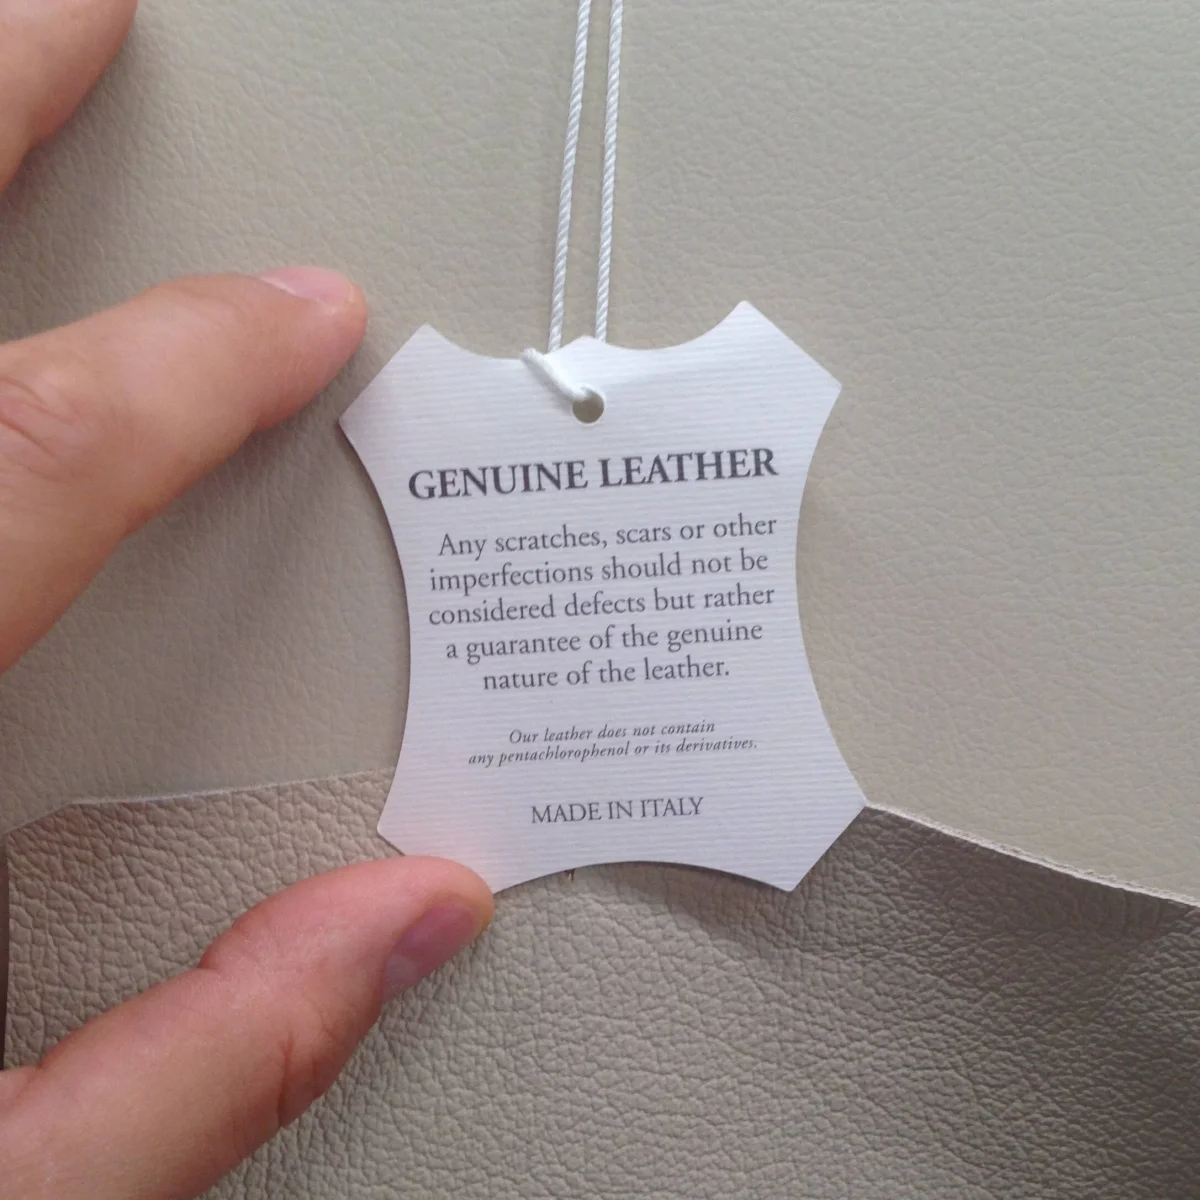 GENUINE LEATHER
Any scratches, scars or other
imperfections should not be
considered defects but rather
a guarantee of the genuine
nature of the leather.
Our leather does not contain
any pentachlorophenol or its derivatives.
MADE IN ITALY